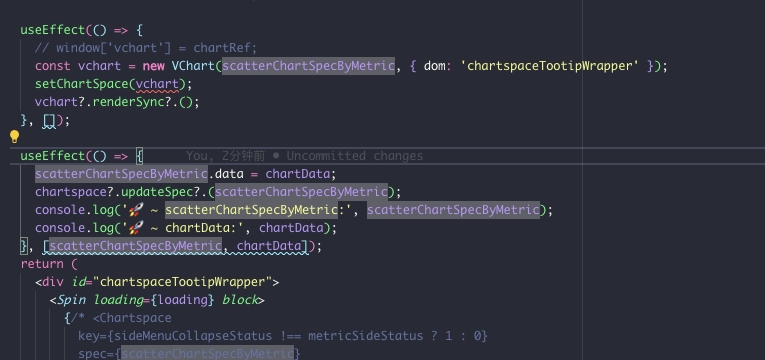 useEffect(() => {
// window['vchart'] = chartRef;
const vchart = new VChart(scatterChartSpecByMetric, { dom: 'chartspaceTootipWrapper' });
setChartSpace(vchart);
vchart?.renderSync?.();
}, []);
useEffect(() => { You, 2分钟前 • Uncommitted changes
scatterChartSpecByMetric.data = chartData;
chartspace?.updateSpec?.(scatterChartSpecByMetric);
console.log('🚀 ~ scatterChartSpecByMetric:', scatterChartSpecByMetric);
console.log('🚀 ~ chartData:', chartData);
}, [scatterChartSpecByMetric, chartData]);
return (
<div id="chartspaceTootipWrapper">
<Spin loading={loading} block>
{/* <Chartspace
key={sideMenuCollapseStatus !== metricSideStatus ? 1 : 0}
spec={scatterChartSpecByMetric}